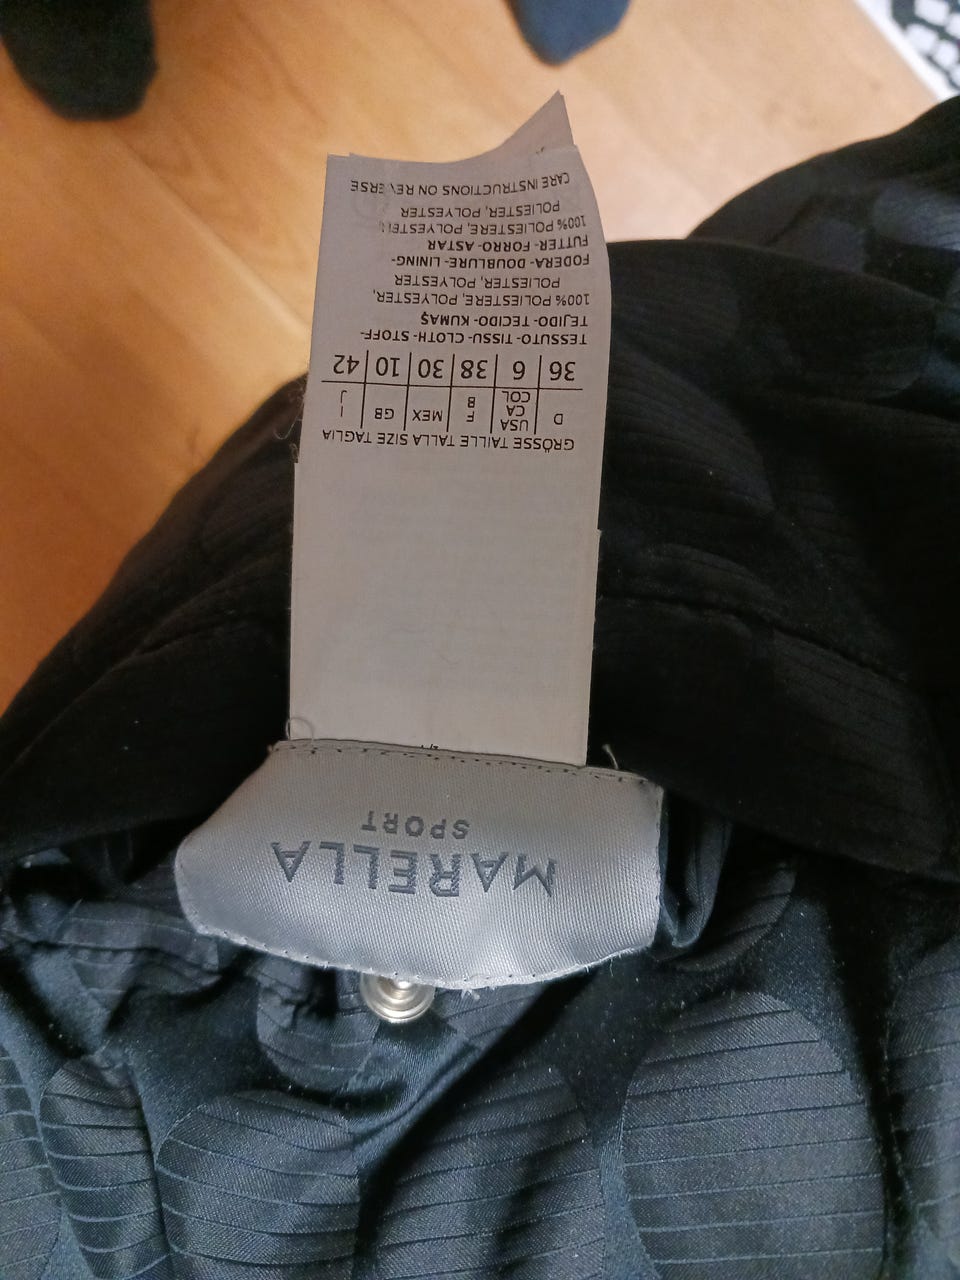 MARELLA
SPORT
GRÖSSE TAILLE TALLA SIZE TAGLIA
D USA CA COL F B MEX GB I J
36 6 38 30 10 42
TESSUTO- TISSU- CLOTH- STOFF-
TEJIDO- TECIDO- KUMAŞ
100% POLIESTERE, POLYESTER,
POLIESTER, POLYESTER
FODERA- DOUBLURE- LINING-
FUTTER- FORRO- ASTAR
100% POLIESTERE, POLYESTER,
POLIESTER, POLYESTER
CARE INSTRUCTIONS ON REVERSE